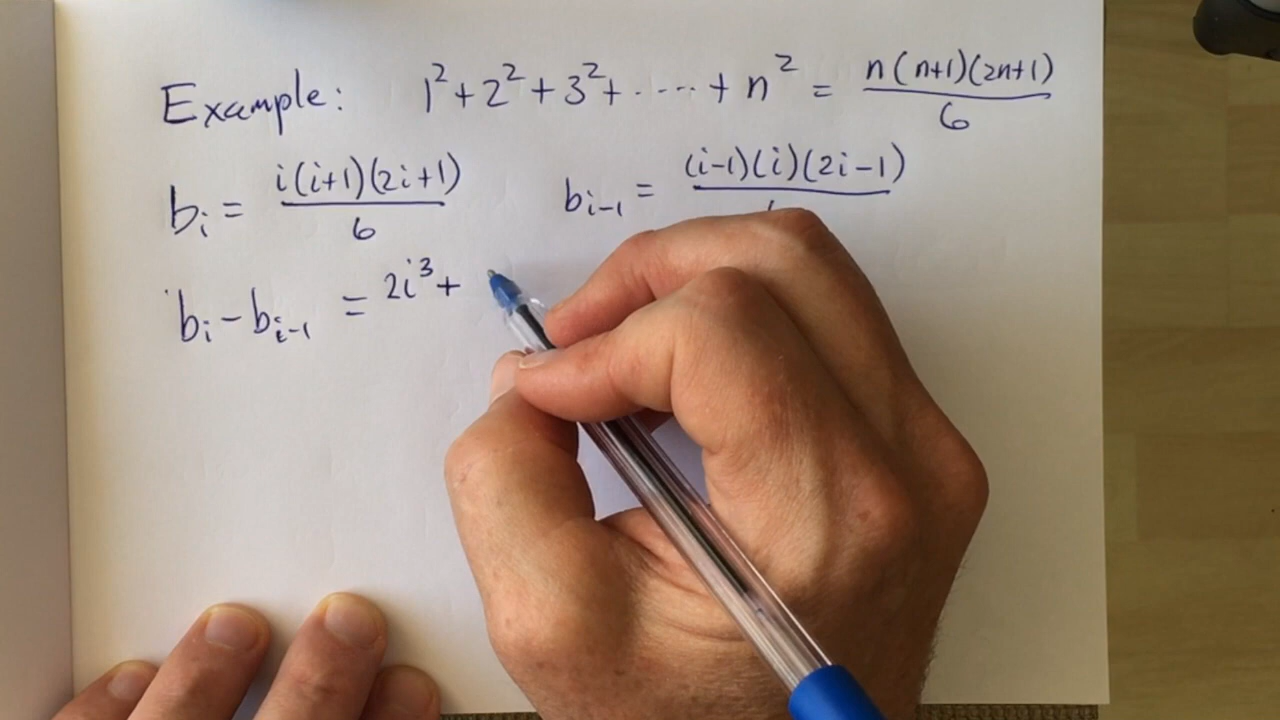 Example: 1²+2²+3²+·····+n² = n(n+1)(2n+1)/6
bᵢ = i(i+1)(2i+1)/6 bᵢ₋₁ = (i-1)(i)(2i-1)
bᵢ-bᵢ₋₁ = 2i³+